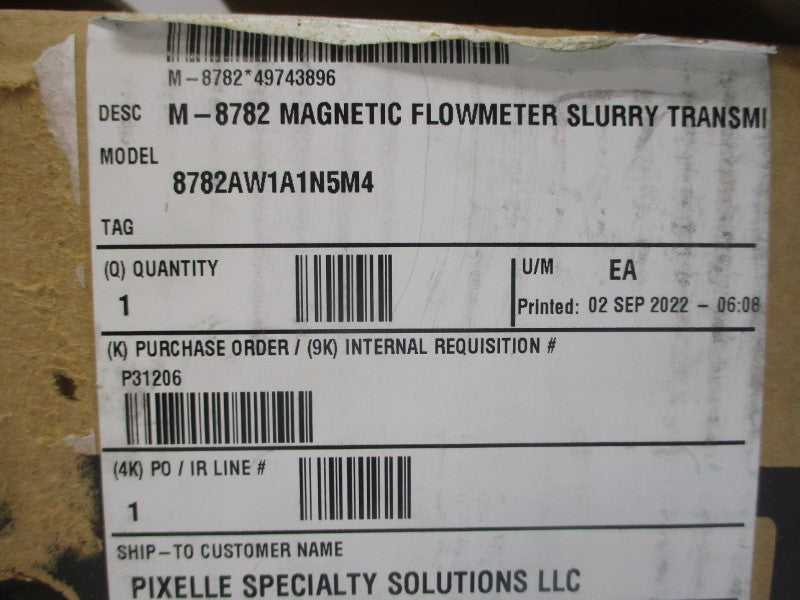 M-8782*49743896
DESC M-8782 MAGNETIC FLOWMETER SLURRY TRANSMI
MODEL
8782AW1A1N5M4
TAG
(Q) QUANTITY
1
U/M EA
Printed: 02 SEP 2022 - 06:08
(K) PURCHASE ORDER / (9K) INTERNAL REQUISITION #
P31206
(4K) PO / IR LINE #
1
SHIP-TO CUSTOMER NAME
PIXELLE SPECIALTY SOLUTIONS LLC